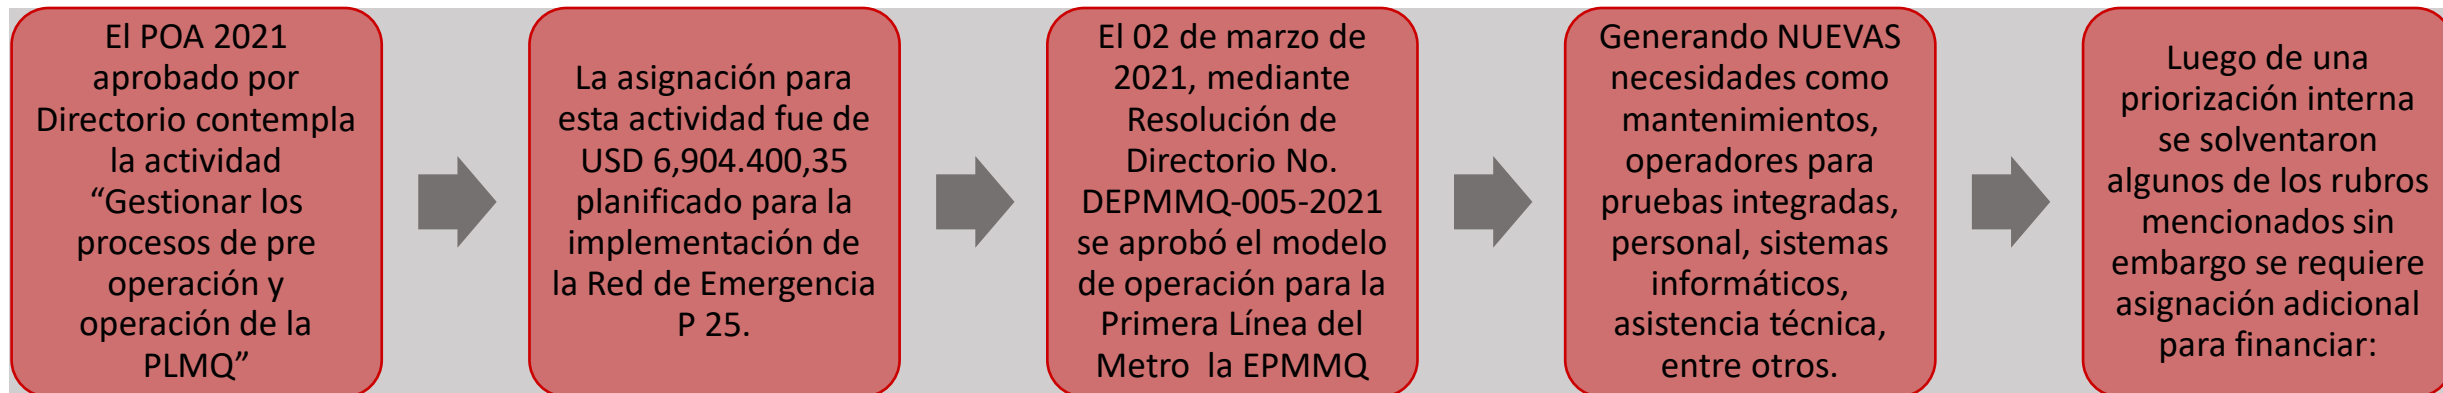 El POA 2021
aprobado por
Directorio contempla
la actividad
“Gestionar los
procesos de pre
operación y
operación de la
PLMQ”
La asignación para
esta actividad fue de
USD 6,904.400,35
planificado para la
implementación de
la Red de Emergencia
P 25.
El 02 de marzo de
2021, mediante
Resolución de
Directorio No.
DEPMMQ-005-2021
se aprobó el modelo
de operación para la
Primera Línea del
Metro  la EPMMQ
Generando NUEVAS
necesidades como
mantenimientos,
operadores para
pruebas integradas,
personal, sistemas
informáticos,
asistencia técnica,
entre otros.
Luego de una
priorización interna
se solventaron
algunos de los rubros
mencionados sin
embargo se requiere
asignación adicional
para financiar: